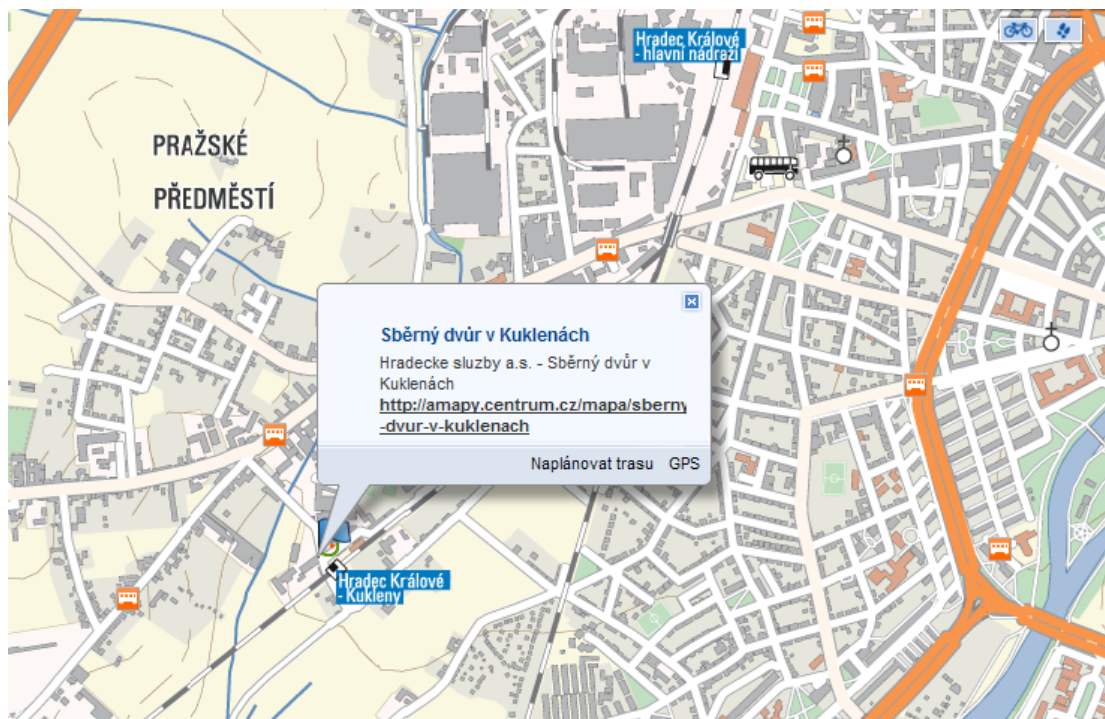 Hradec Králové
- hlavní nádraží
PRAŽSKÉ
PŘEDMĚSTÍ
Sběrný dvůr v Kuklenách
Hradecke sluzby a.s. - Sběrný dvůr v
Kuklenách
http://amapy.centrum.cz/mapa/sberny
-dvur-v-kuklenach
Naplánovat trasu GPS
Hradec Králové
- Kukleny